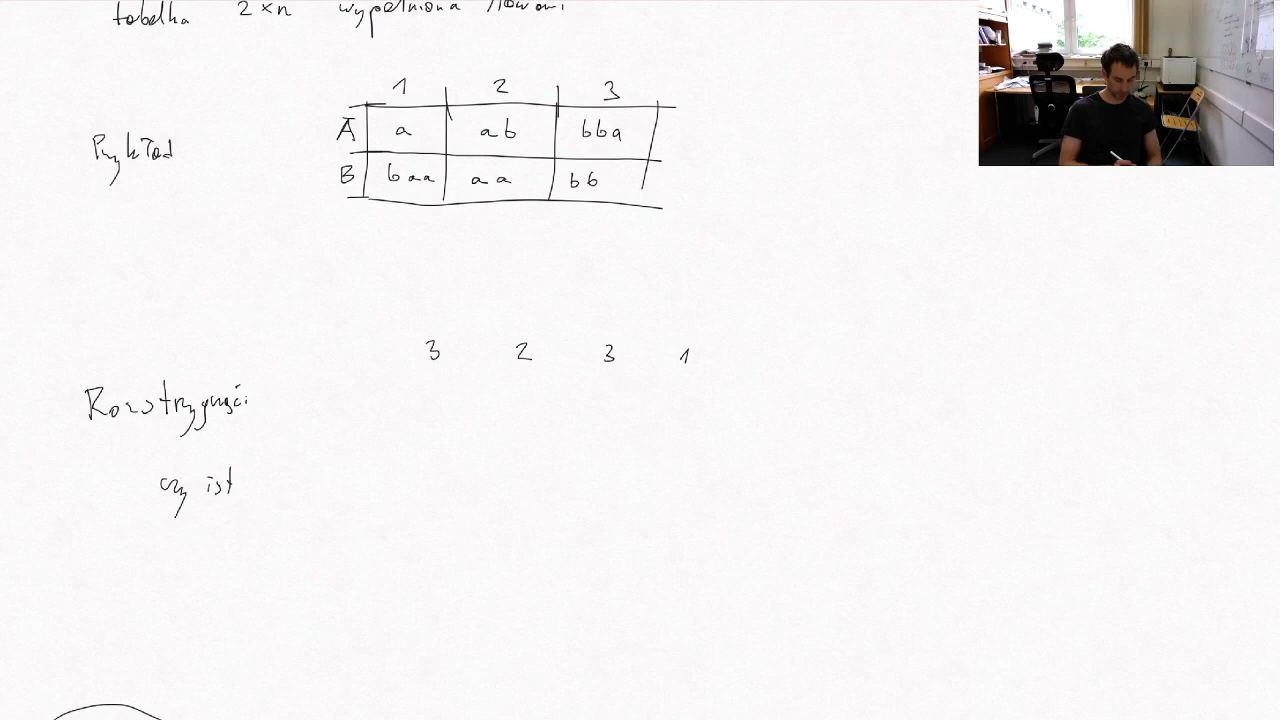 tabelka 2 × n wypełniona słowami
1 2 3
A a ab bba
B baa aa bb
Przykład
3 2 3 1
Rozstrzygnąć:
czy ist